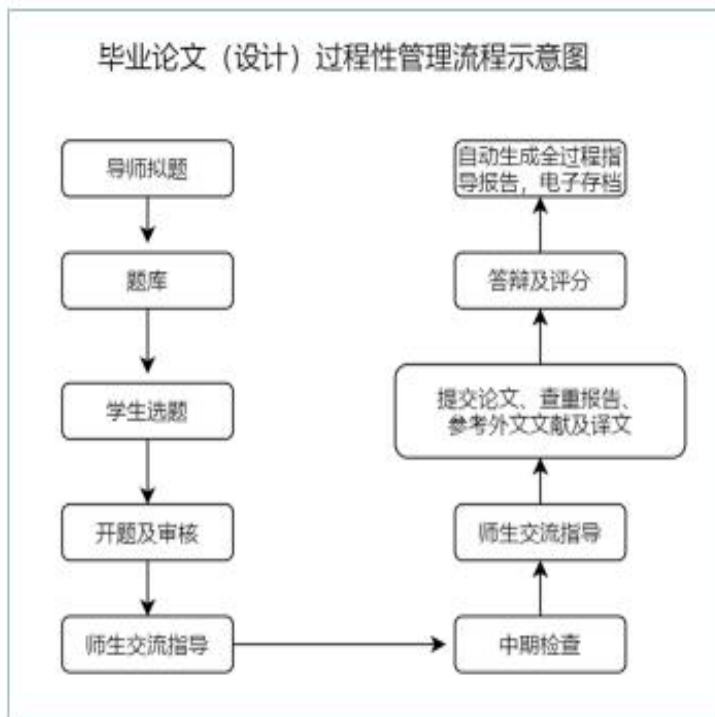 毕业论文（设计）过程性管理流程示意图
导师拟题
题库
学生选题
开题及审核
师生交流指导
中期检查
师生交流指导
提交论文、查重报告、
参考外文文献及译文
答辩及评分
自动生成全过程指
导报告，电子存档